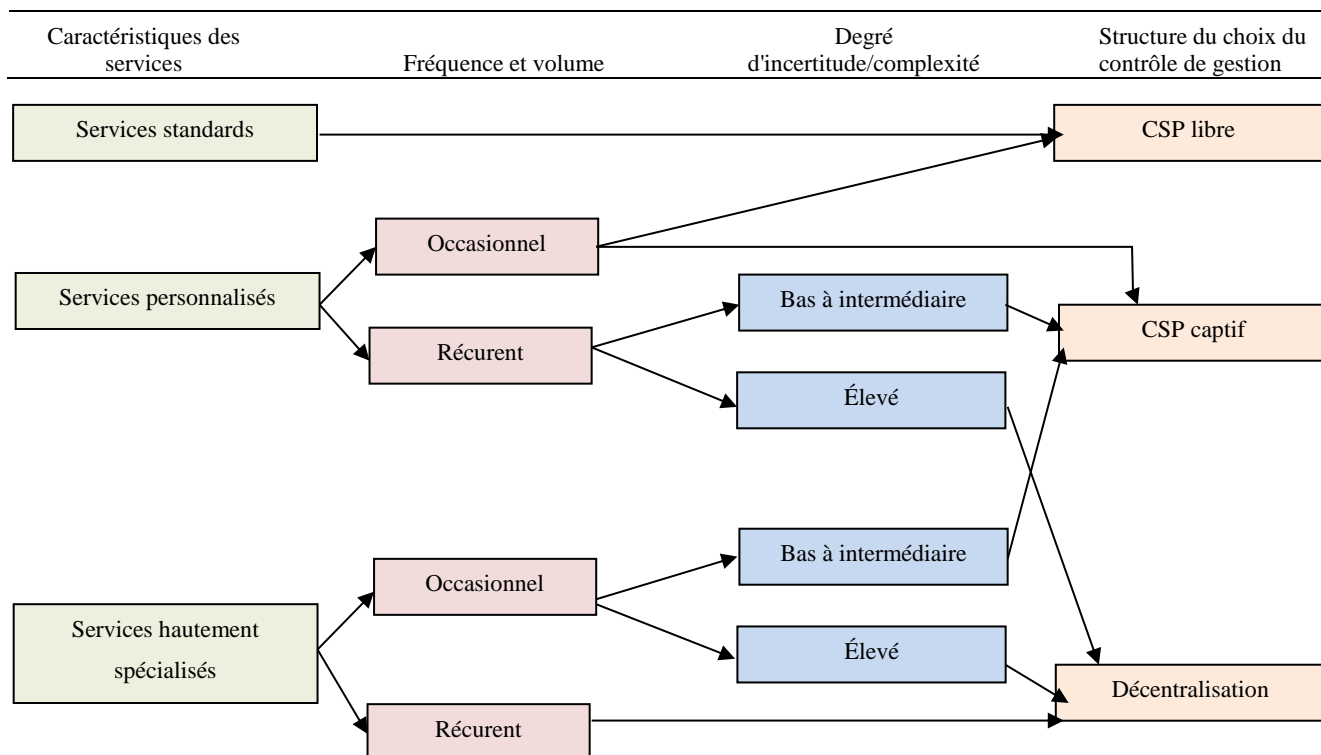 Caractéristiques des
services
Fréquence et volume
Degré
d'incertitude/complexité
Structure du choix du
contrôle de gestion
Services standards
CSP libre
Occasionnel
Services personnalisés
Bas à intermédiaire
CSP captif
Récurent
Élevé
Bas à intermédiaire
Occasionnel
Services hautement
spécialisés
Élevé
Décentralisation
Récurent